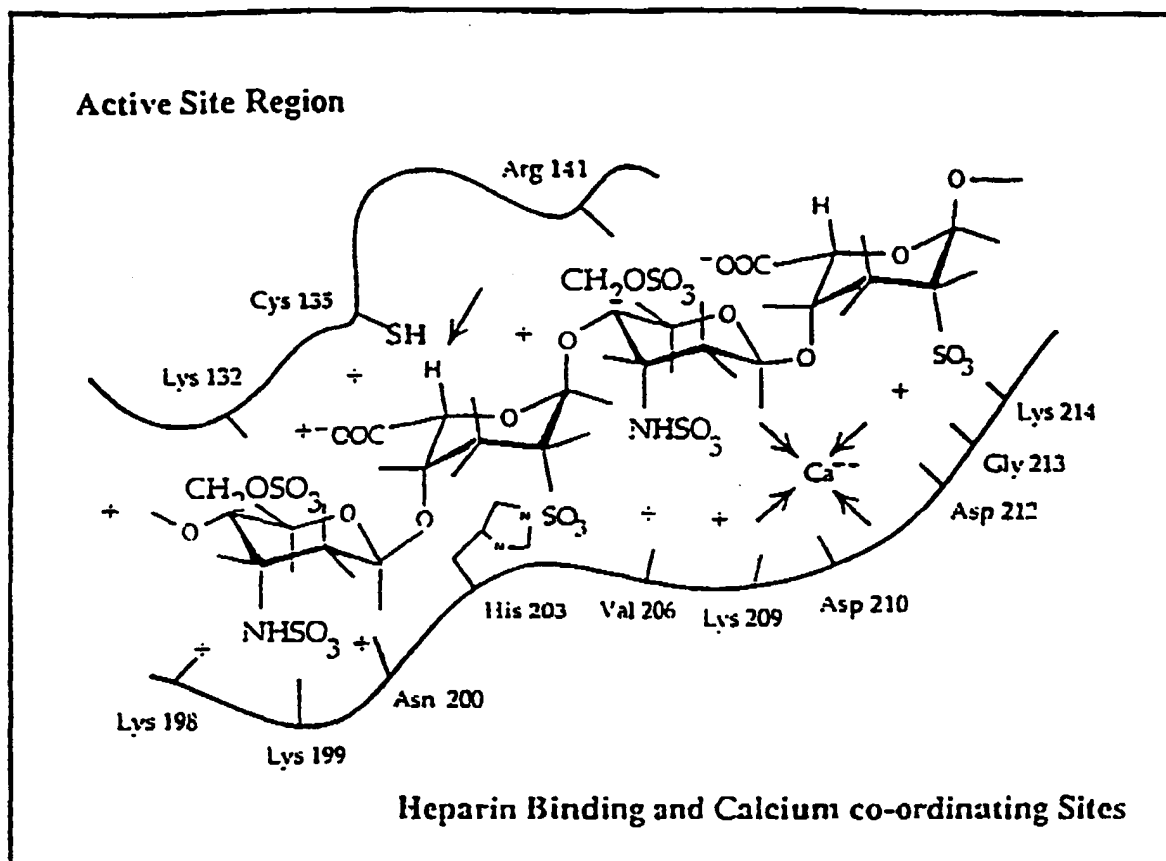 Active Site Region
Arg 141
O
H
O
-OOC
CH2OSO3
Cys 135
SH
÷
O
O
O
SO3
Lys 132
÷
H
+
Lys 214
O
NHSO3
÷-OOC
Ca--
Gly 213
CH2OSO3
Asp 212
÷
O
O
O
N
N
SO3
÷
÷
His 203
Val 206
Lys 209
Asp 210
NHSO3
÷
÷
Asn 200
Lys 198
Lys 199
Heparin Binding and Calcium co-ordinating Sites